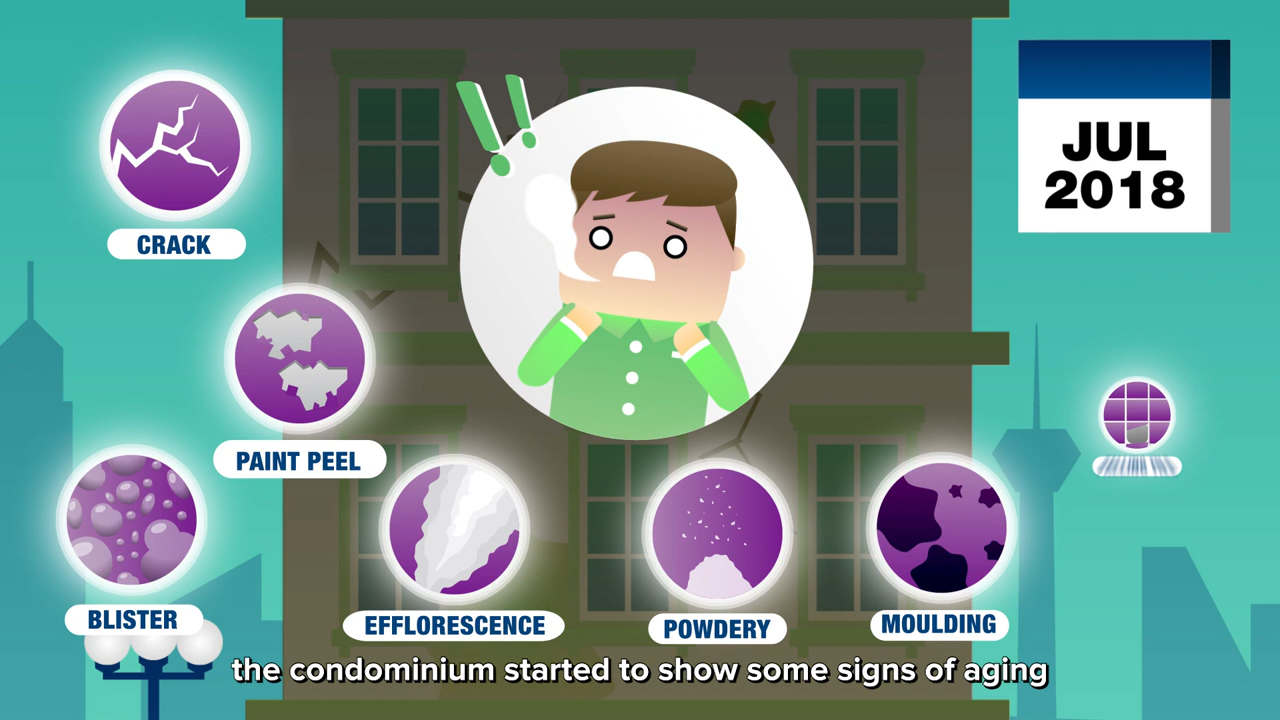 JUL
2018
CRACK
PAINT PEEL
BLISTER
EFFLORESCENCE
POWDERY
MOULDING
the condominium started to show some signs of aging